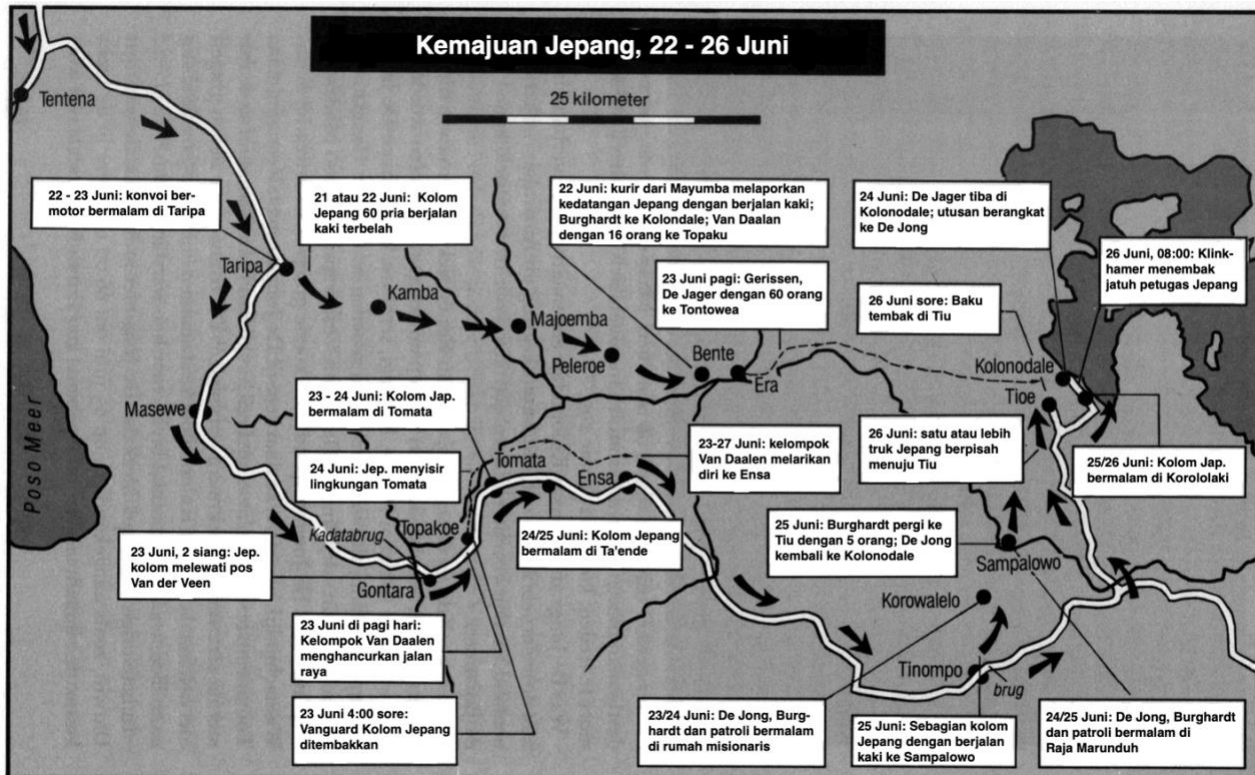 Kemajuan Jepang, 22 - 26 Juni
25 kilometer
Tentena
22 - 23 Juni: konvoi ber-
motor bermalam di Taripa
21 atau 22 Juni: Kolom
Jepang 60 pria berjalan
kaki terbelah
22 Juni: kurir dari Mayumba melaporkan
kedatangan Jepang dengan berjalan kaki;
Burghardt ke Kolondale; Van Daalan
dengan 16 orang ke Topaku
24 Juni: De Jager tiba di
Kolonodale; utusan berangkat
ke De Jong
26 Juni, 08:00: Klink-
hamer menembak
jatuh petugas Jepang
23 Juni pagi: Gerissen,
De Jager dengan 60 orang
ke Tontowea
26 Juni sore: Baku
tembak di Tiu
Taripa
Kamba
Majoemba
Peleroe
Bente
Era
Kolonodale
Tioe
Masewe
Poso Meer
23 - 24 Juni: Kolom Jap.
bermalam di Tomata
24 Juni: Jep. menyisir
lingkungan Tomata
Tomata
Ensa
23-27 Juni: kelompok
Van Daalen melarikan
diri ke Ensa
26 Juni: satu atau lebih
truk Jepang berpisah
menuju Tiu
25/26 Juni: Kolom Jap.
bermalam di Korololaki
Topakoe
Kadatabrug
Gontara
23 Juni, 2 siang: Jep.
kolom melewati pos
Van der Veen
24/25 Juni: Kolom Jepang
bermalam di Ta'ende
25 Juni: Burghardt pergi ke
Tiu dengan 5 orang; De Jong
kembali ke Kolonodale
Sampalowo
Korowalelo
Tinompo
brug
23 Juni di pagi hari:
Kelompok Van Daalen
menghancurkan jalan
raya
23 Juni 4:00 sore:
Vanguard Kolom Jepang
ditembakkan
23/24 Juni: De Jong, Burg-
hardt dan patroli bermalam
di rumah misionaris
25 Juni: Sebagian kolom
Jepang dengan berjalan
kaki ke Sampalowo
24/25 Juni: De Jong, Burghardt
dan patroli bermalam di
Raja Marunduh